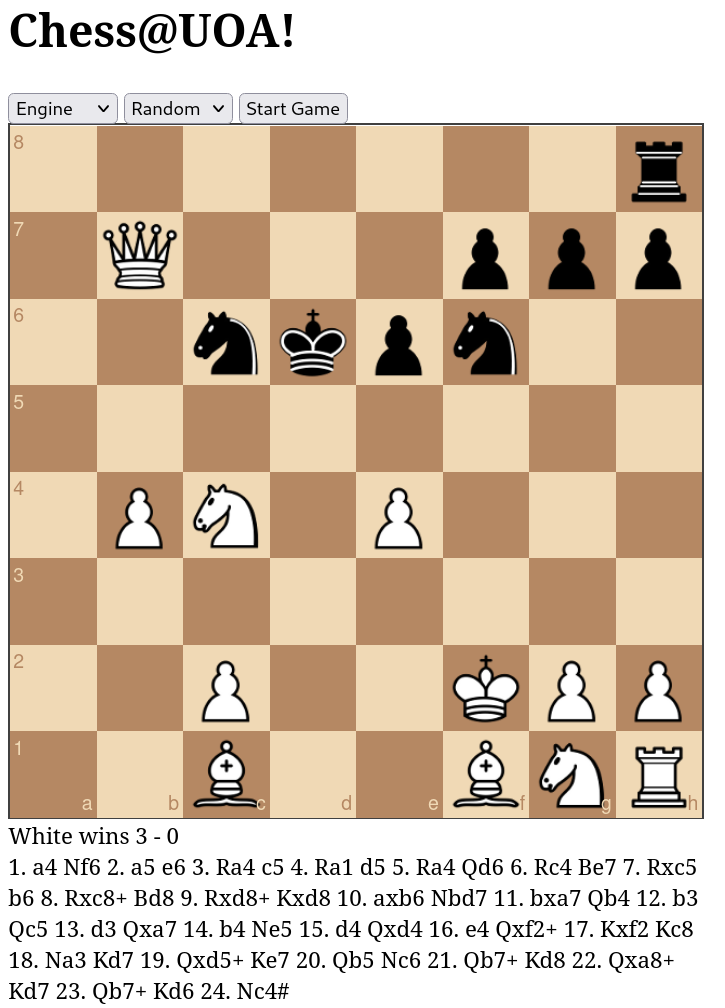 Chess@UOA!
Engine Random Start Game
8
7
6
5
4
3
2
1
a b c d e f g h
White wins 3 - 0
1. a4 Nf6 2. a5 e6 3. Ra4 c5 4. Ra1 d5 5. Ra4 Qd6 6. Rc4 Be7 7. Rxc5
b6 8. Rxc8+ Bd8 9. Rxd8+ Kxd8 10. axb6 Nbd7 11. bxa7 Qb4 12. b3
Qc5 13. d3 Qxa7 14. b4 Ne5 15. d4 Qxd4 16. e4 Qxf2+ 17. Kxf2 Kc8
18. Na3 Kd7 19. Qxd5+ Ke7 20. Qb5 Nc6 21. Qb7+ Kd8 22. Qxa8+
Kd7 23. Qb7+ Kd6 24. Nc4#